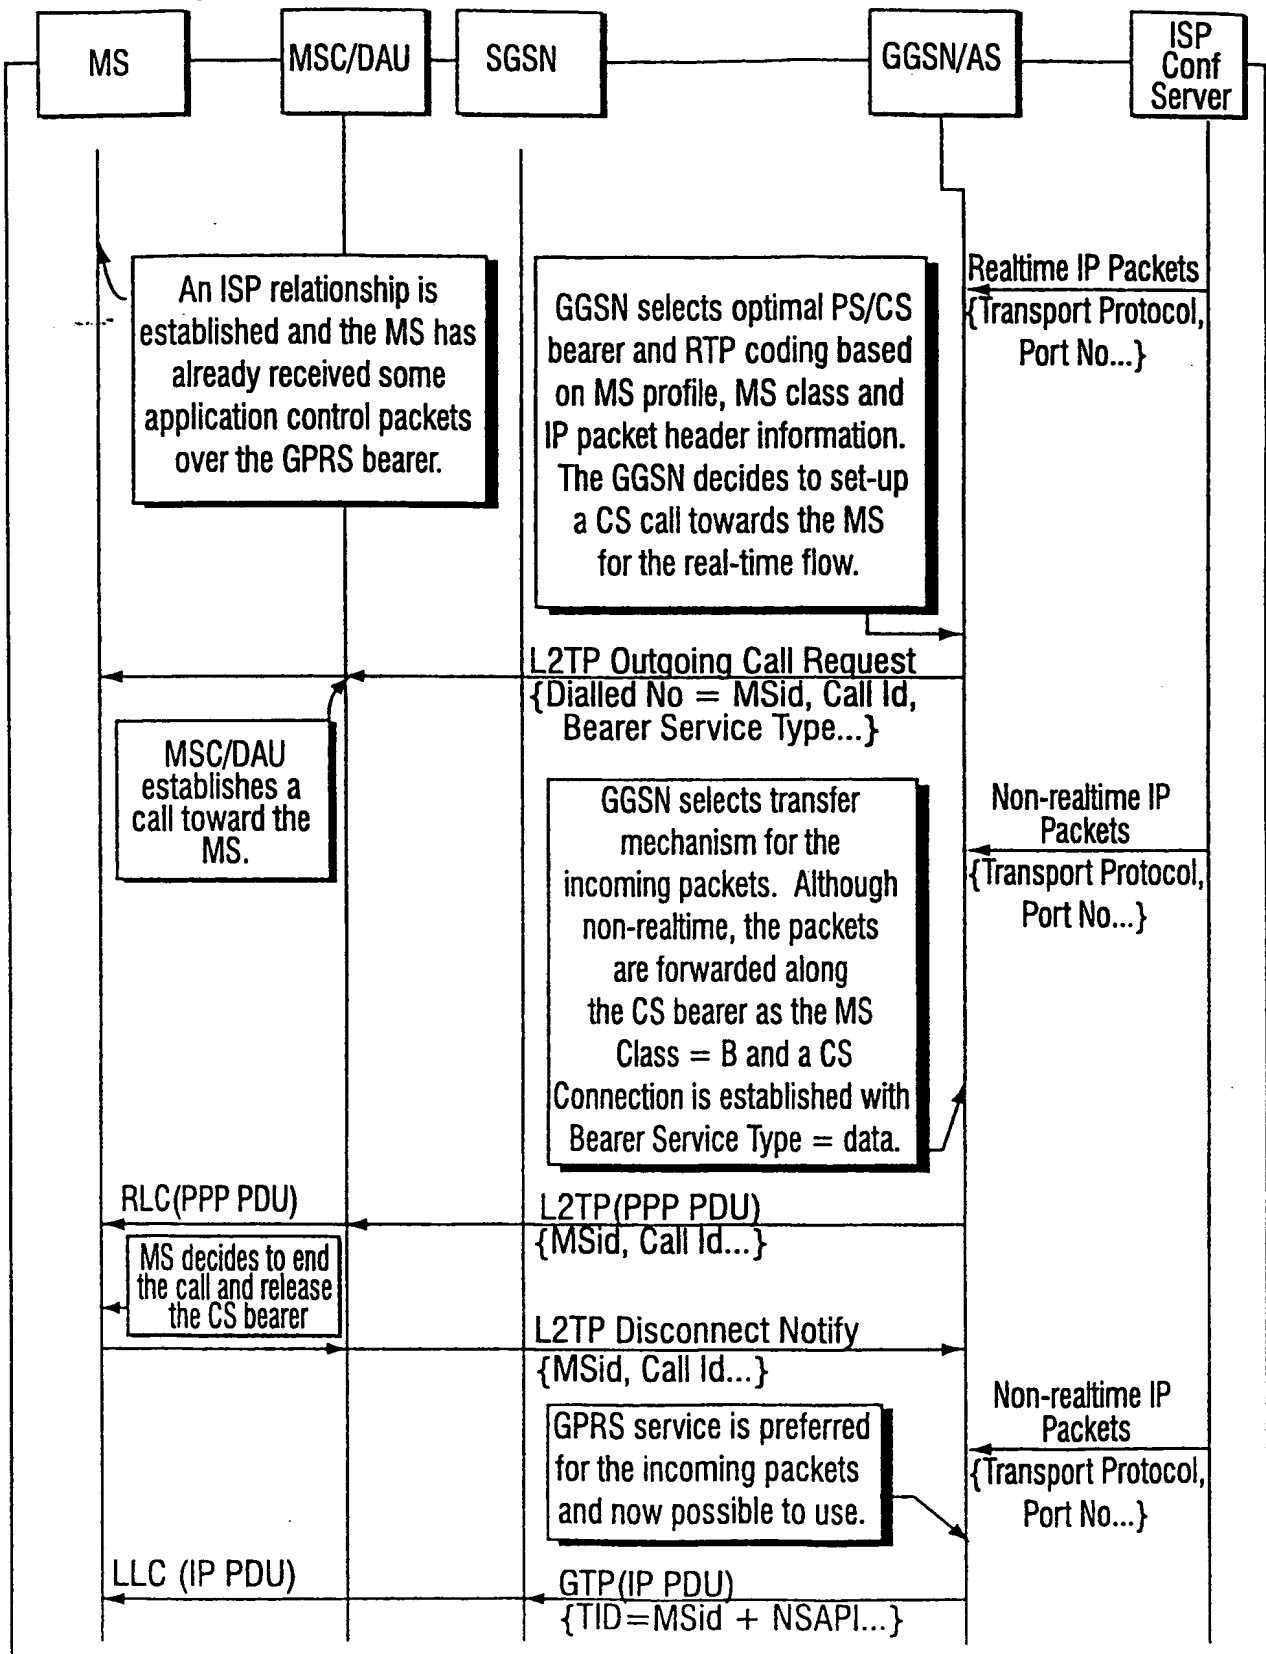 MS
MSC/DAU
SGSN
GGSN/AS
ISP
Conf
Server
An ISP relationship is
established and the MS has
already received some
application control packets
over the GPRS bearer.
GGSN selects optimal PS/CS
bearer and RTP coding based
on MS profile, MS class and
IP packet header information.
The GGSN decides to set-up
a CS call towards the MS
for the real-time flow.
Realtime IP Packets
{Transport Protocol,
Port No...}
L2TP Outgoing Call Request
{Dialled No = MSid, Call Id,
Bearer Service Type...}
MSC/DAU
establishes a
call toward the
MS.
GGSN selects transfer
mechanism for the
incoming packets. Although
non-realtime, the packets
are forwarded along
the CS bearer as the MS
Class = B and a CS
Connection is established with
Bearer Service Type = data.
Non-realtime IP
Packets
{Transport Protocol,
Port No...}
RLC(PPP PDU)
L2TP(PPP PDU)
{MSid, Call Id...}
MS decides to end
the call and release
the CS bearer
L2TP Disconnect Notify
{MSid, Call Id...}
GPRS service is preferred
for the incoming packets
and now possible to use.
Non-realtime IP
Packets
{Transport Protocol,
Port No...}
LLC (IP PDU)
GTP(IP PDU)
{TID=MSid + NSAPI...}